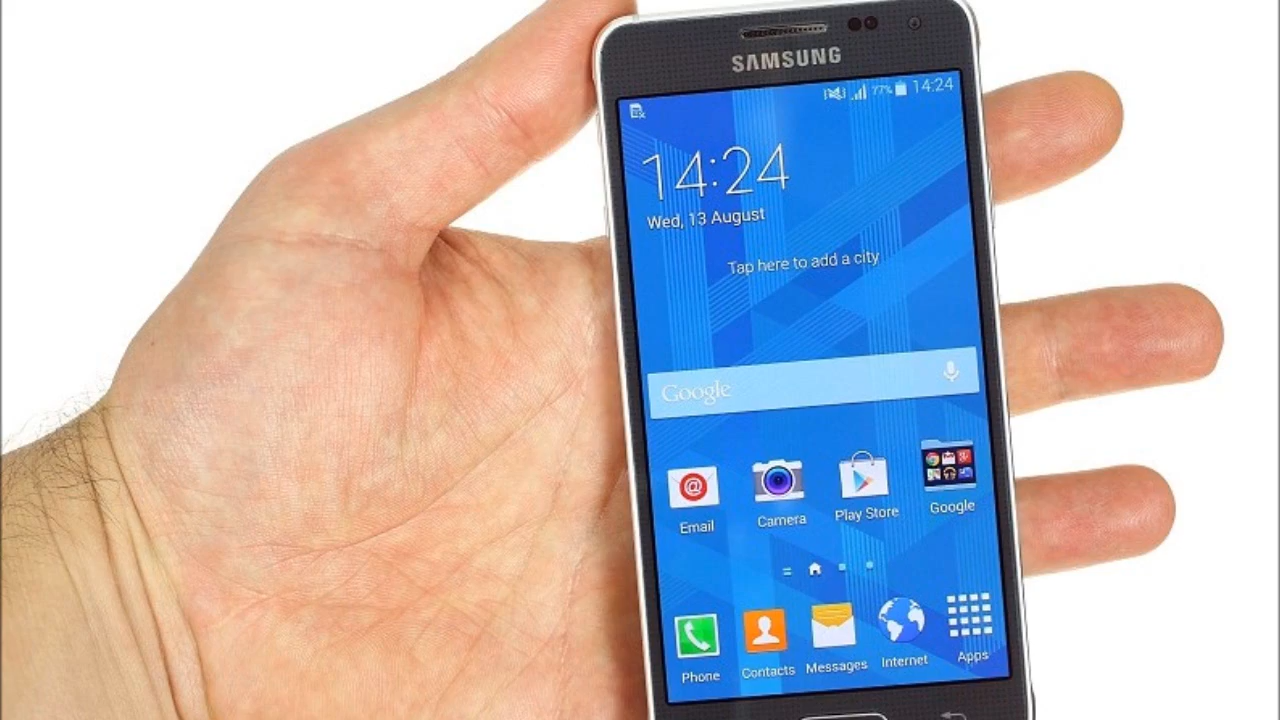 SAMSUNG
77% 14:24
14:24
Wed, 13 August
Tap here to add a city
Google
Email Camera Play Store Google
Phone Contacts Messages Internet Apps